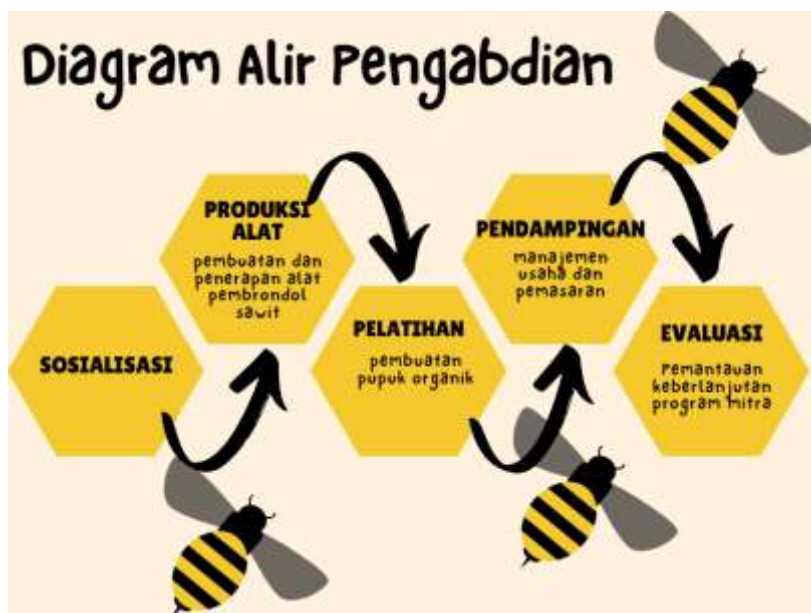 Diagram Alir Pengabdian
SOSIALISASI
PRODUKSI
ALAT
pembuatan dan
penerapan alat
pembrondol
sawit
PELATIHAN
pembuatan
pupuk organik
PENDAMPINGAN
manajemen
usaha dan
pemasaran
EVALUASI
Pemantauan
keberlanjutan
program mitra